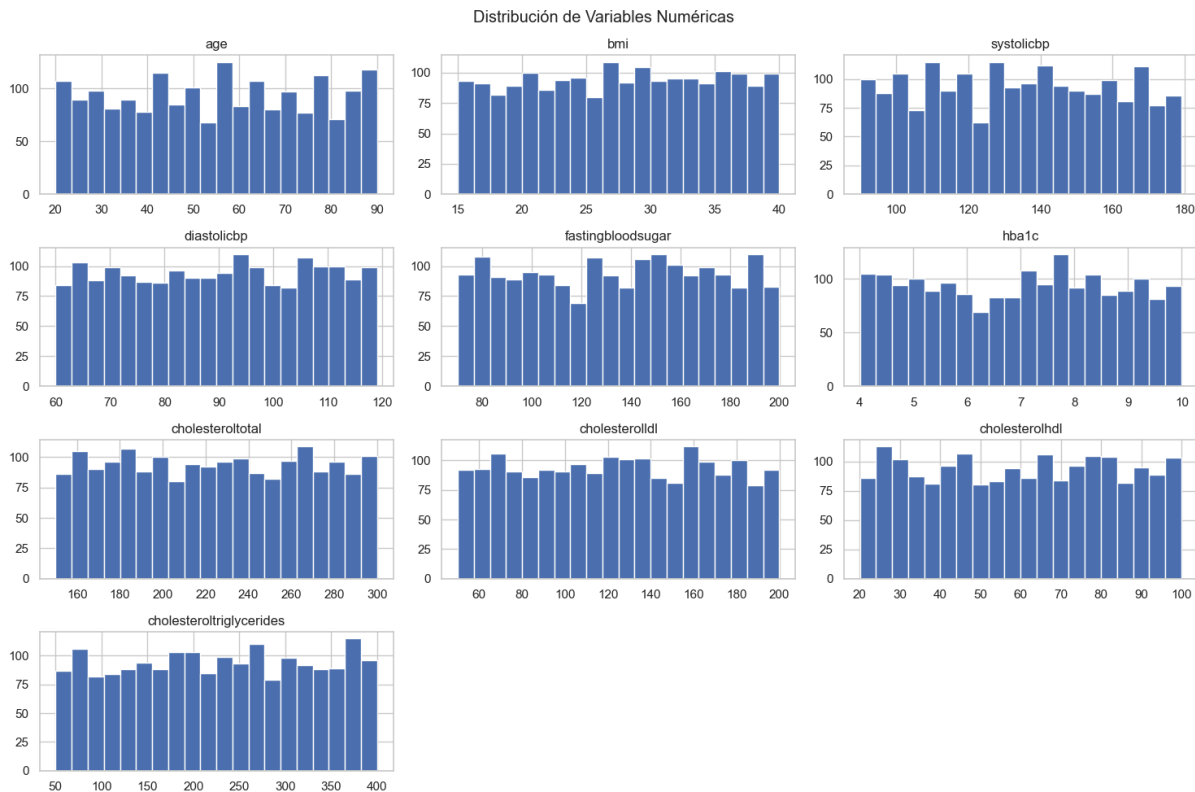 Distribución de Variables Numéricas
age
100
50
0
20 30 40 50 60 70 80 90
bmi
100
75
50
25
0
15 20 25 30 35 40
systolicbp
100
75
50
25
0
100 120 140 160 180
diastolicbp
100
75
50
25
0
60 70 80 90 100 110 120
fastingbloodsugar
100
75
50
25
0
80 100 120 140 160 180 200
hba1c
100
50
0
4 5 6 7 8 9 10
cholesteroltotal
100
75
50
25
0
160 180 200 220 240 260 280 300
cholesterolldl
100
75
50
25
0
60 80 100 120 140 160 180 200
cholesterolhdl
100
75
50
25
0
20 30 40 50 60 70 80 90 100
cholesteroltriglycerides
100
75
50
25
0
50 100 150 200 250 300 350 400